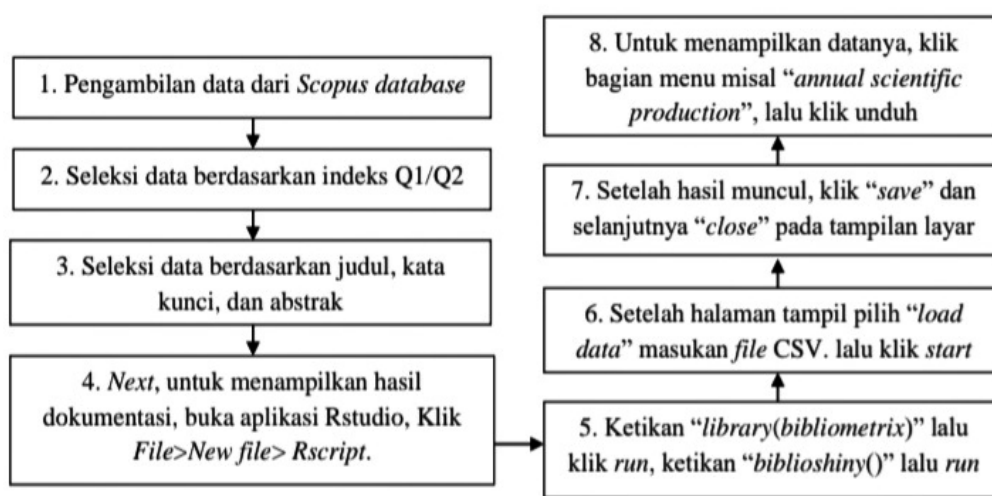 1. Pengambilan data dari Scopus database
2. Seleksi data berdasarkan indeks Q1/Q2
3. Seleksi data berdasarkan judul, kata
kunci, dan abstrak
4. Next, untuk menampilkan hasil
dokumentasi, buka aplikasi Rstudio, Klik
File>New file> Rscript.
5. Ketikan “library(bibliometrix)” lalu
klik run, ketikan “biblioshiny()” lalu run
6. Setelah halaman tampil pilih “load
data” masukan file CSV. lalu klik start
7. Setelah hasil muncul, klik “save” dan
selanjutnya “close” pada tampilan layar
8. Untuk menampilkan datanya, klik
bagian menu misal “annual scientific
production”, lalu klik unduh